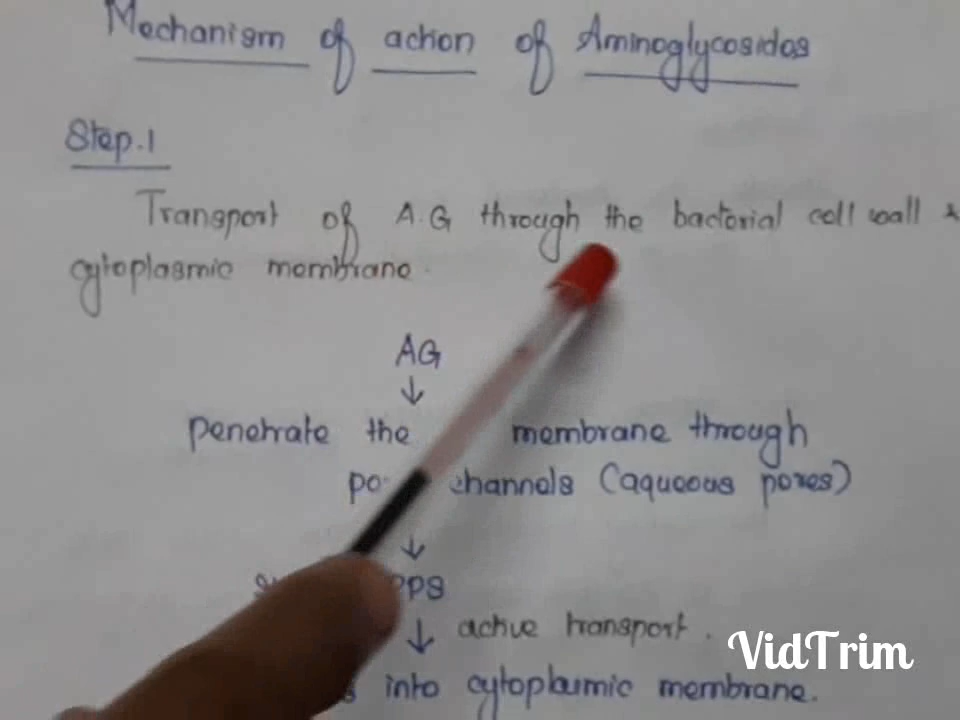 Mechanism of action of Aminoglycosides
Step.1
Transport of A.G through the bacterial cell wall &
cytoplasmic membrane.
AG
↓
Penetrate the membrane through
channels (aqueous pores)
↓
↓ active transport.
into cytoplasmic membrane.
VidTrim